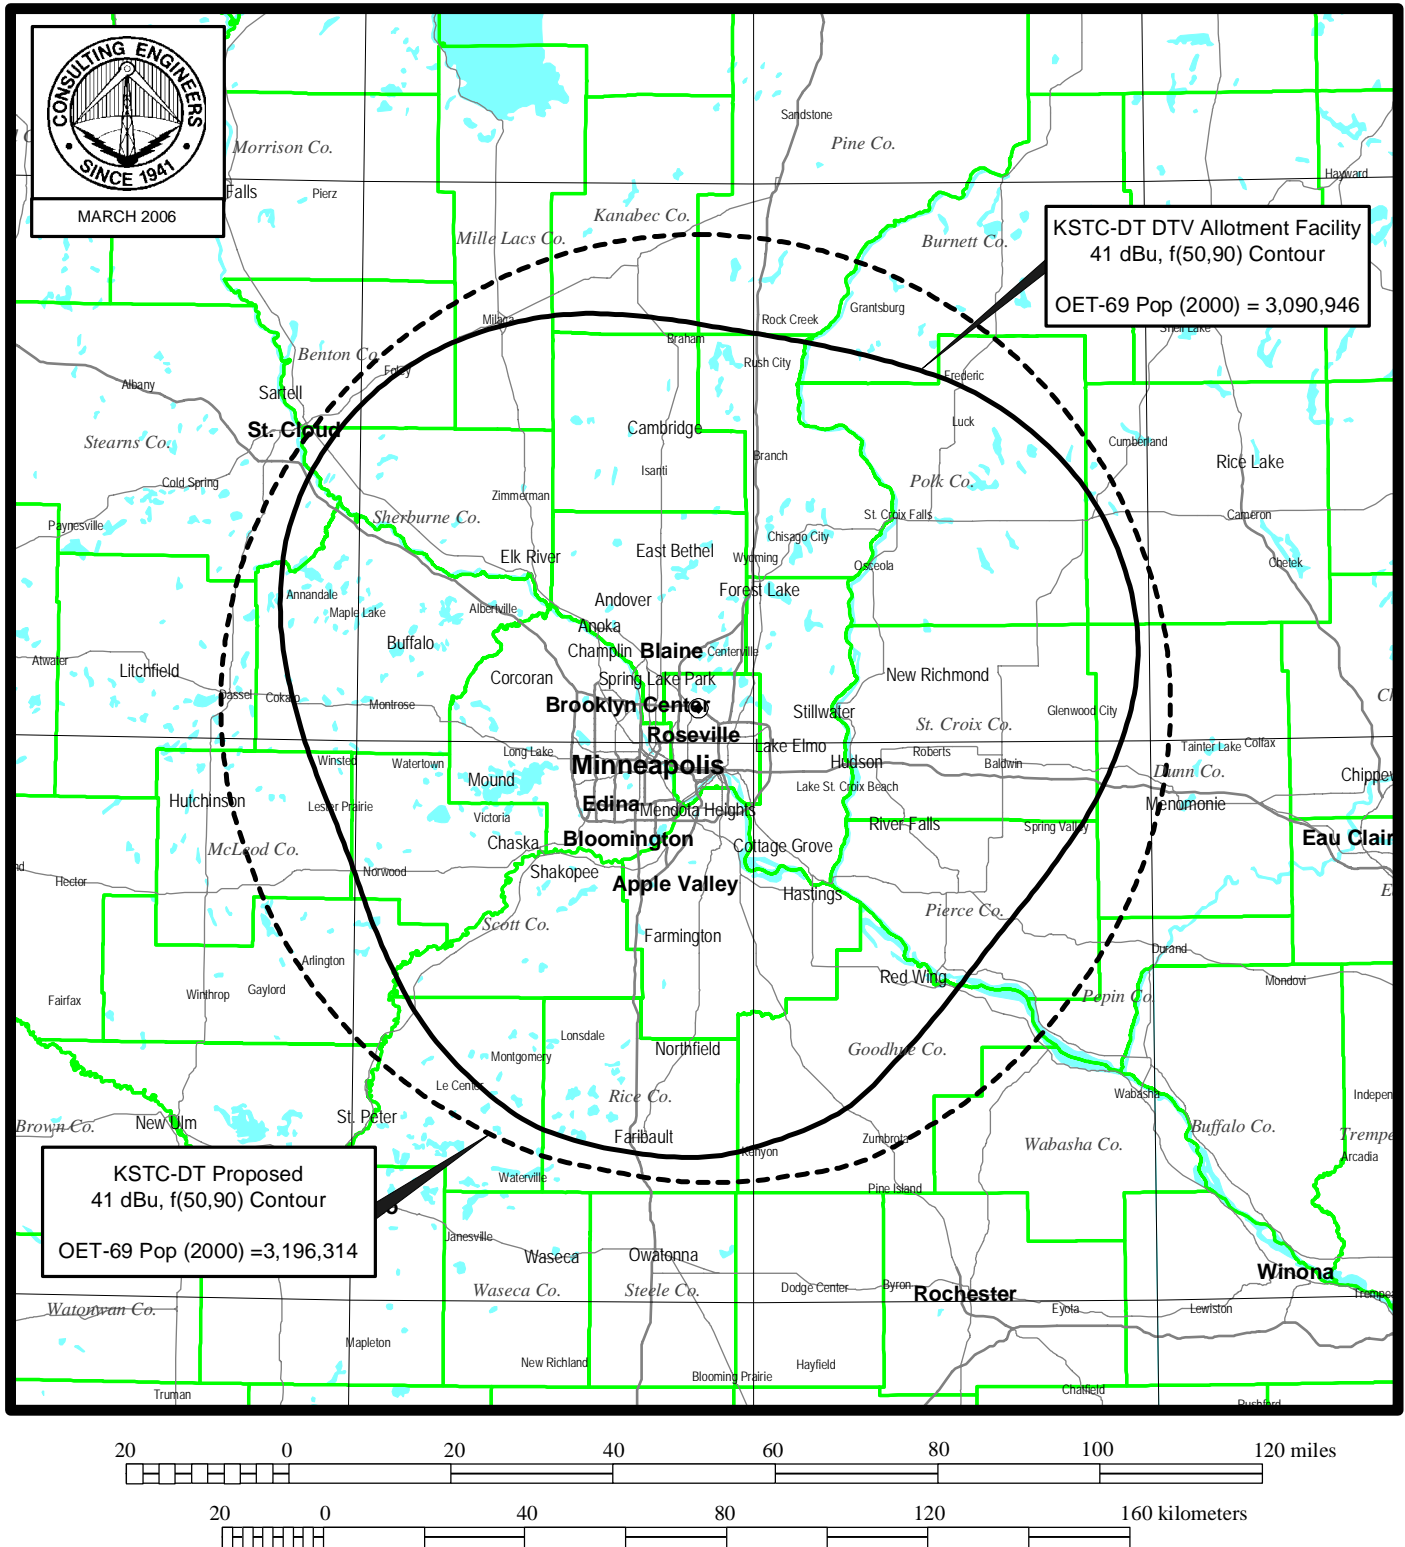 CONSULTING ENGINEERS
SINCE 1941
MARCH 2006
KSTC-DT DTV Allotment Facility
41 dBu, f(50,90) Contour
OET-69 Pop (2000) = 3,090,946
Sandstone
Pine Co.
Morrison Co.
Falls
Pierz
Hayward
Kanabec Co.
Mille Lacs Co.
Burnett Co.
Grantsburg
Milaca
Rock Creek
Shell Lake
Braham
Benton Co.
Rush City
Foley
Frederic
Albany
Sartell
Luck
St. Cloud
Cambridge
Stearns Co.
Cumberland
Branch
Rice Lake
Isanti
Cold Spring
Polk Co.
Zimmerman
Sherburne Co.
St. Croix Falls
Cameron
Paynesville
Chisago City
East Bethel
Wyoming
Elk River
Osceola
Chetek
Forest Lake
Annandale
Andover
Maple Lake
Albertville
Anoka
Buffalo
Champlin
Blaine
Centerville
Atwater
Litchfield
Corcoran
Spring Lake Park
New Richmond
Dassel
Cokato
Montrose
Brooklyn Center
Stillwater
Glenwood City
St. Croix Co.
Roseville
Lake Elmo
Long Lake
Roberts
Tainter Lake
Colfax
Winsted
Watertown
Minneapolis
Hudson
Baldwin
Dunn Co.
Chippew
Mound
Lake St. Croix Beach
Hutchinson
Lester Prairie
Edina
Mendota Heights
Menomonie
Victoria
River Falls
Spring Valley
Chaska
Bloomington
Cottage Grove
Eau Clair
McLeod Co.
Norwood
Shakopee
Hector
Apple Valley
Hastings
Pierce Co.
Scott Co.
Farmington
Durand
Arlington
Red Wing
Mondovi
Fairfax
Winthrop
Gaylord
Pepin Co.
Lonsdale
Montgomery
Northfield
Goodhue Co.
Le Center
Wabasha
Rice Co.
Indepen
Brown Co.
New Ulm
St. Peter
Faribault
Zumbrota
Wabasha Co.
Buffalo Co.
Trempe
Kenyon
Arcadia
Waterville
Pine Island
KSTC-DT Proposed
41 dBu, f(50,90) Contour
OET-69 Pop (2000) =3,196,314
Janesville
Waseca
Owatonna
Winona
Waseca Co.
Steele Co.
Dodge Center
Byron
Rochester
Watonwan Co.
Eyota
Lewiston
Trempe
Mapleton
New Richland
Hayfield
Blooming Prairie
Truman
Chatfield
Rushford
20 0 20 40 60 80 100 120 miles
20 0 40 80 120 160 kilometers